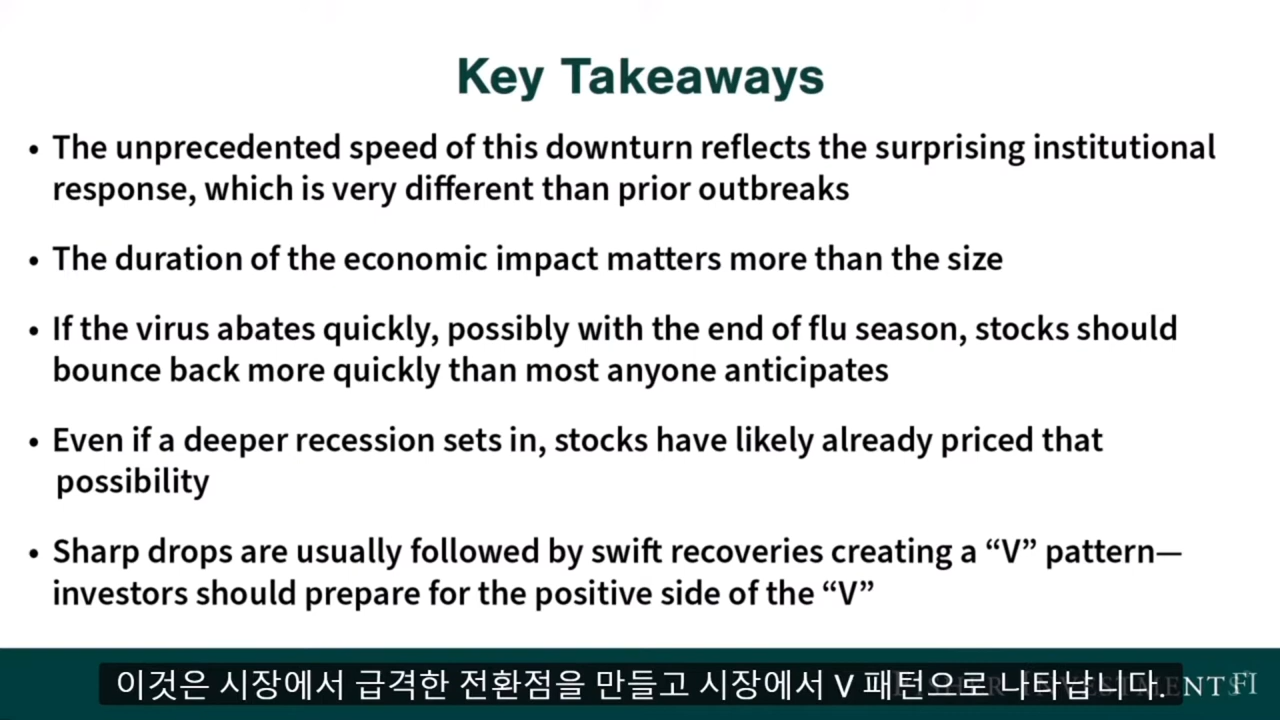 Key Takeaways
• The unprecedented speed of this downturn reflects the surprising institutional
response, which is very different than prior outbreaks
• The duration of the economic impact matters more than the size
• If the virus abates quickly, possibly with the end of flu season, stocks should
bounce back more quickly than most anyone anticipates
• Even if a deeper recession sets in, stocks have likely already priced that
possibility
• Sharp drops are usually followed by swift recoveries creating a “V” pattern—
investors should prepare for the positive side of the “V”
이것은 시장에서 급격한 전환점을 만들고 시장에서 V 패턴으로 나타납니다.
FISHER INVESTMENTS FI